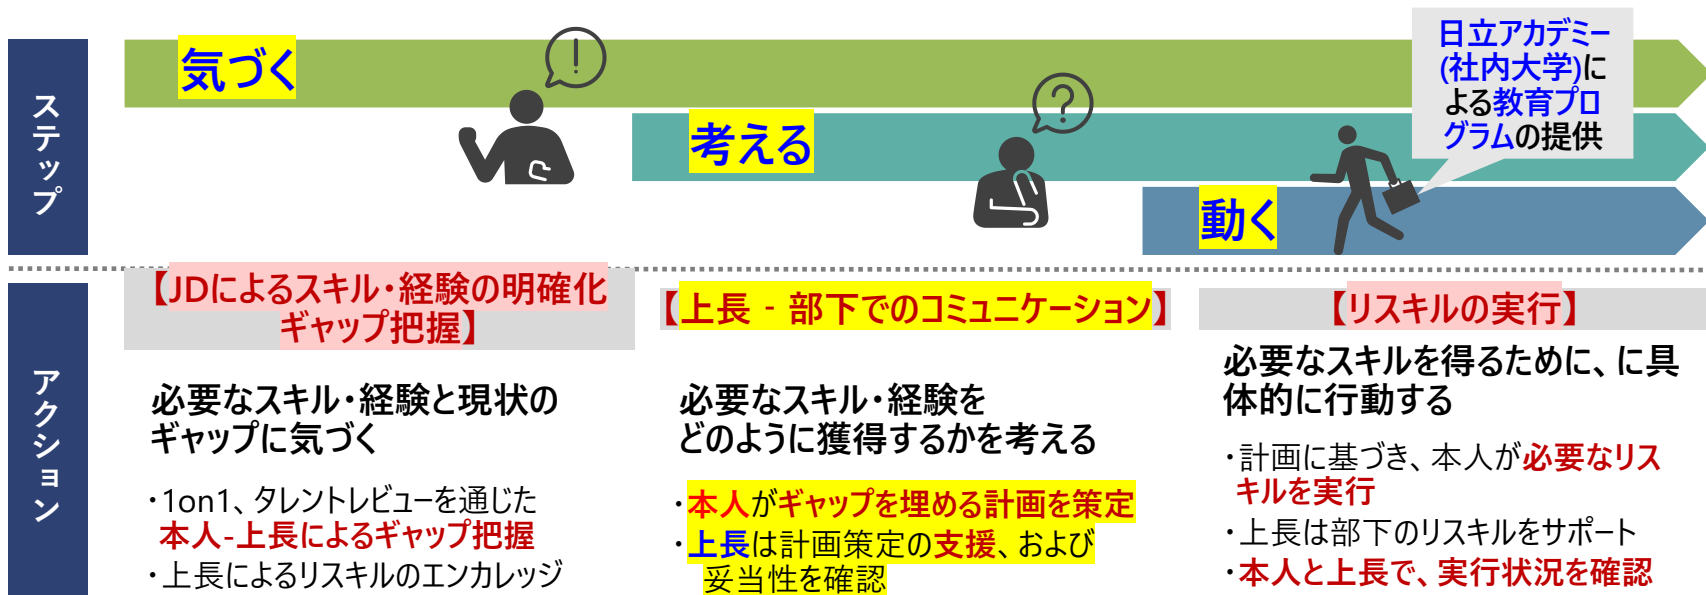 ステップ
気づく
!
考える
?
動く
日立アカデミー
(社内大学)に
よる教育プロ
グラムの提供
アクション
【JDによるスキル・経験の明確化
ギャップ把握】
必要なスキル・経験と現状の
ギャップに気づく
・1on1、タレントレビューを通じた
本人-上長によるギャップ把握
・上長によるリスキルのエンカレッジ
【上長 - 部下でのコミュニケーション】
必要なスキル・経験を
どのように獲得するかを考える
・本人がギャップを埋める計画を策定
・上長は計画策定の支援、および
妥当性を確認
【リスキルの実行】
必要なスキルを得るために、に具
体的に行動する
・計画に基づき、本人が必要なリス
キルを実行
・上長は部下のリスキルをサポート
・本人と上長で、実行状況を確認